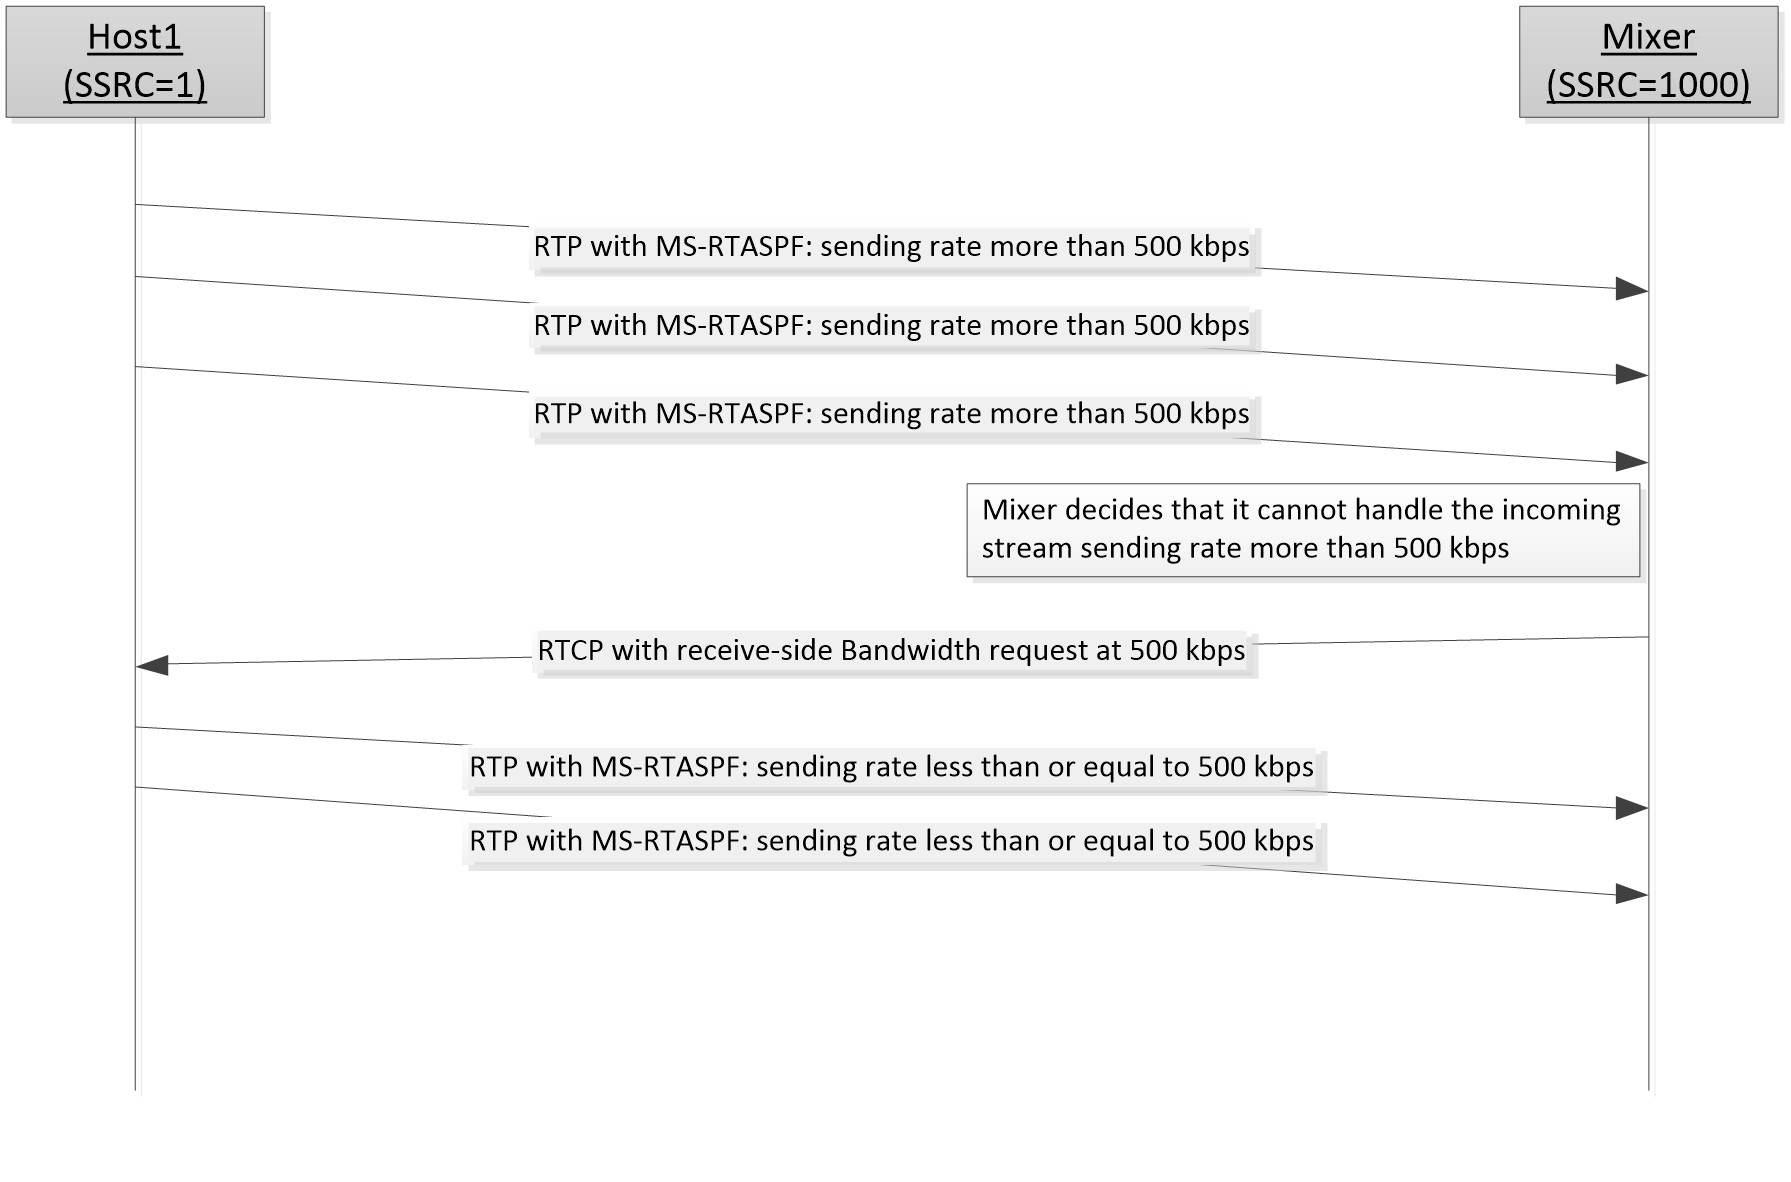 Host1
(SSRC=1)
Mixer
(SSRC=1000)
RTP with MS-RTASPF: sending rate more than 500 kbps
RTP with MS-RTASPF: sending rate more than 500 kbps
RTP with MS-RTASPF: sending rate more than 500 kbps
Mixer decides that it cannot handle the incoming
stream sending rate more than 500 kbps
RTCP with receive-side Bandwidth request at 500 kbps
RTP with MS-RTASPF: sending rate less than or equal to 500 kbps
RTP with MS-RTASPF: sending rate less than or equal to 500 kbps